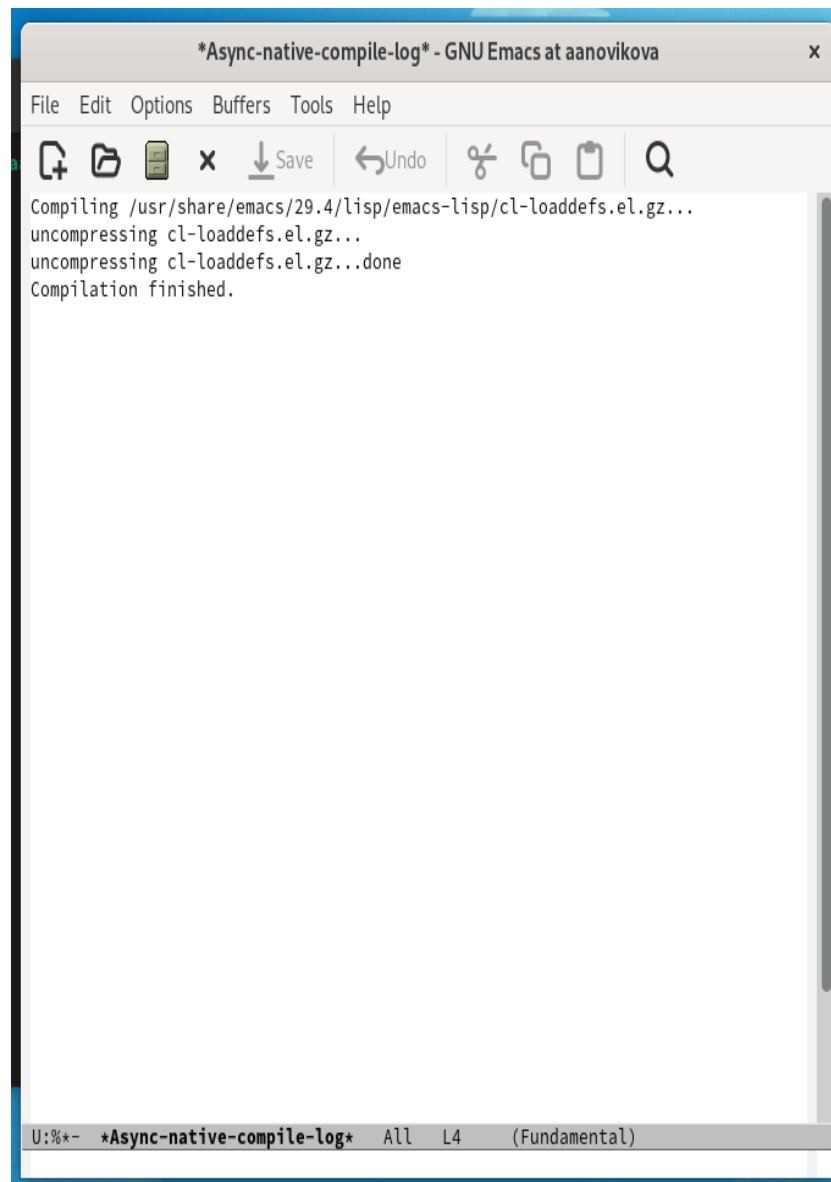 *Async-native-compile-log* - GNU Emacs at aanovikova
File Edit Options Buffers Tools Help
Save Undo
Compiling /usr/share/emacs/29.4/lisp/emacs-lisp/cl-loaddefs.el.gz...
uncompressing cl-loaddefs.el.gz...
uncompressing cl-loaddefs.el.gz...done
Compilation finished.
U:%*- *Async-native-compile-log* All L4 (Fundamental)